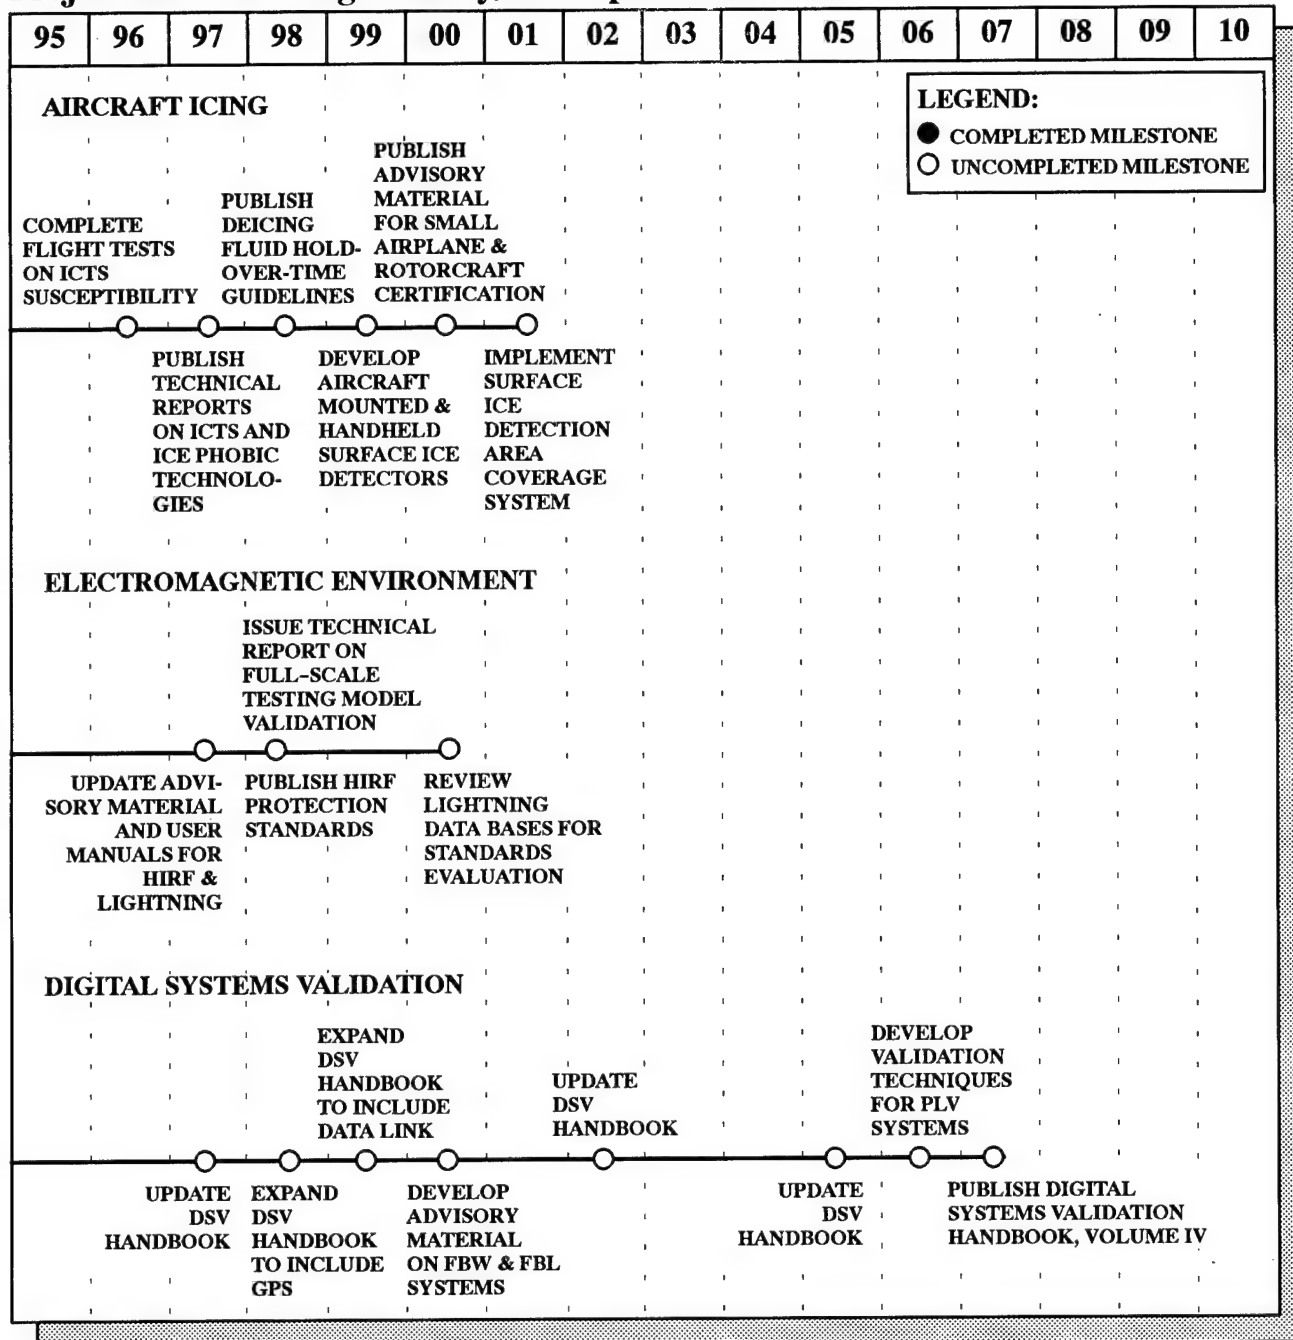 95 96 97 98 99 00 01 02 03 04 05 06 07 08 09 10
LEGEND:
COMPLETED MILESTONE
UNCOMPLETED MILESTONE
AIRCRAFT ICING
COMPLETE
FLIGHT TESTS
ON ICTS
SUSCEPTIBILITY
PUBLISH
DEICING
FLUID HOLD-
OVER-TIME
GUIDELINES
PUBLISH
ADVISORY
MATERIAL
FOR SMALL
AIRPLANE &
ROTORCRAFT
CERTIFICATION
PUBLISH
TECHNICAL
REPORTS
ON ICTS AND
ICE PHOBIC
TECHNOLO-
GIES
DEVELOP
AIRCRAFT
MOUNTED &
HANDHELD
SURFACE ICE
DETECTORS
IMPLEMENT
SURFACE
ICE
DETECTION
AREA
COVERAGE
SYSTEM
ELECTROMAGNETIC ENVIRONMENT
ISSUE TECHNICAL
REPORT ON
FULL-SCALE
TESTING MODEL
VALIDATION
UPDATE ADVI-
SORY MATERIAL
AND USER
MANUALS FOR
HIRF &
LIGHTNING
PUBLISH HIRF
PROTECTION
STANDARDS
REVIEW
LIGHTNING
DATA BASES FOR
STANDARDS
EVALUATION
DIGITAL SYSTEMS VALIDATION
EXPAND
DSV
HANDBOOK
TO INCLUDE
DATA LINK
UPDATE
DSV
HANDBOOK
DEVELOP
VALIDATION
TECHNIQUES
FOR PLV
SYSTEMS
UPDATE
DSV
HANDBOOK
EXPAND
DSV
HANDBOOK
TO INCLUDE
GPS
DEVELOP
ADVISORY
MATERIAL
ON FBW & FBL
SYSTEMS
UPDATE
DSV
HANDBOOK
PUBLISH DIGITAL
SYSTEMS VALIDATION
HANDBOOK, VOLUME IV